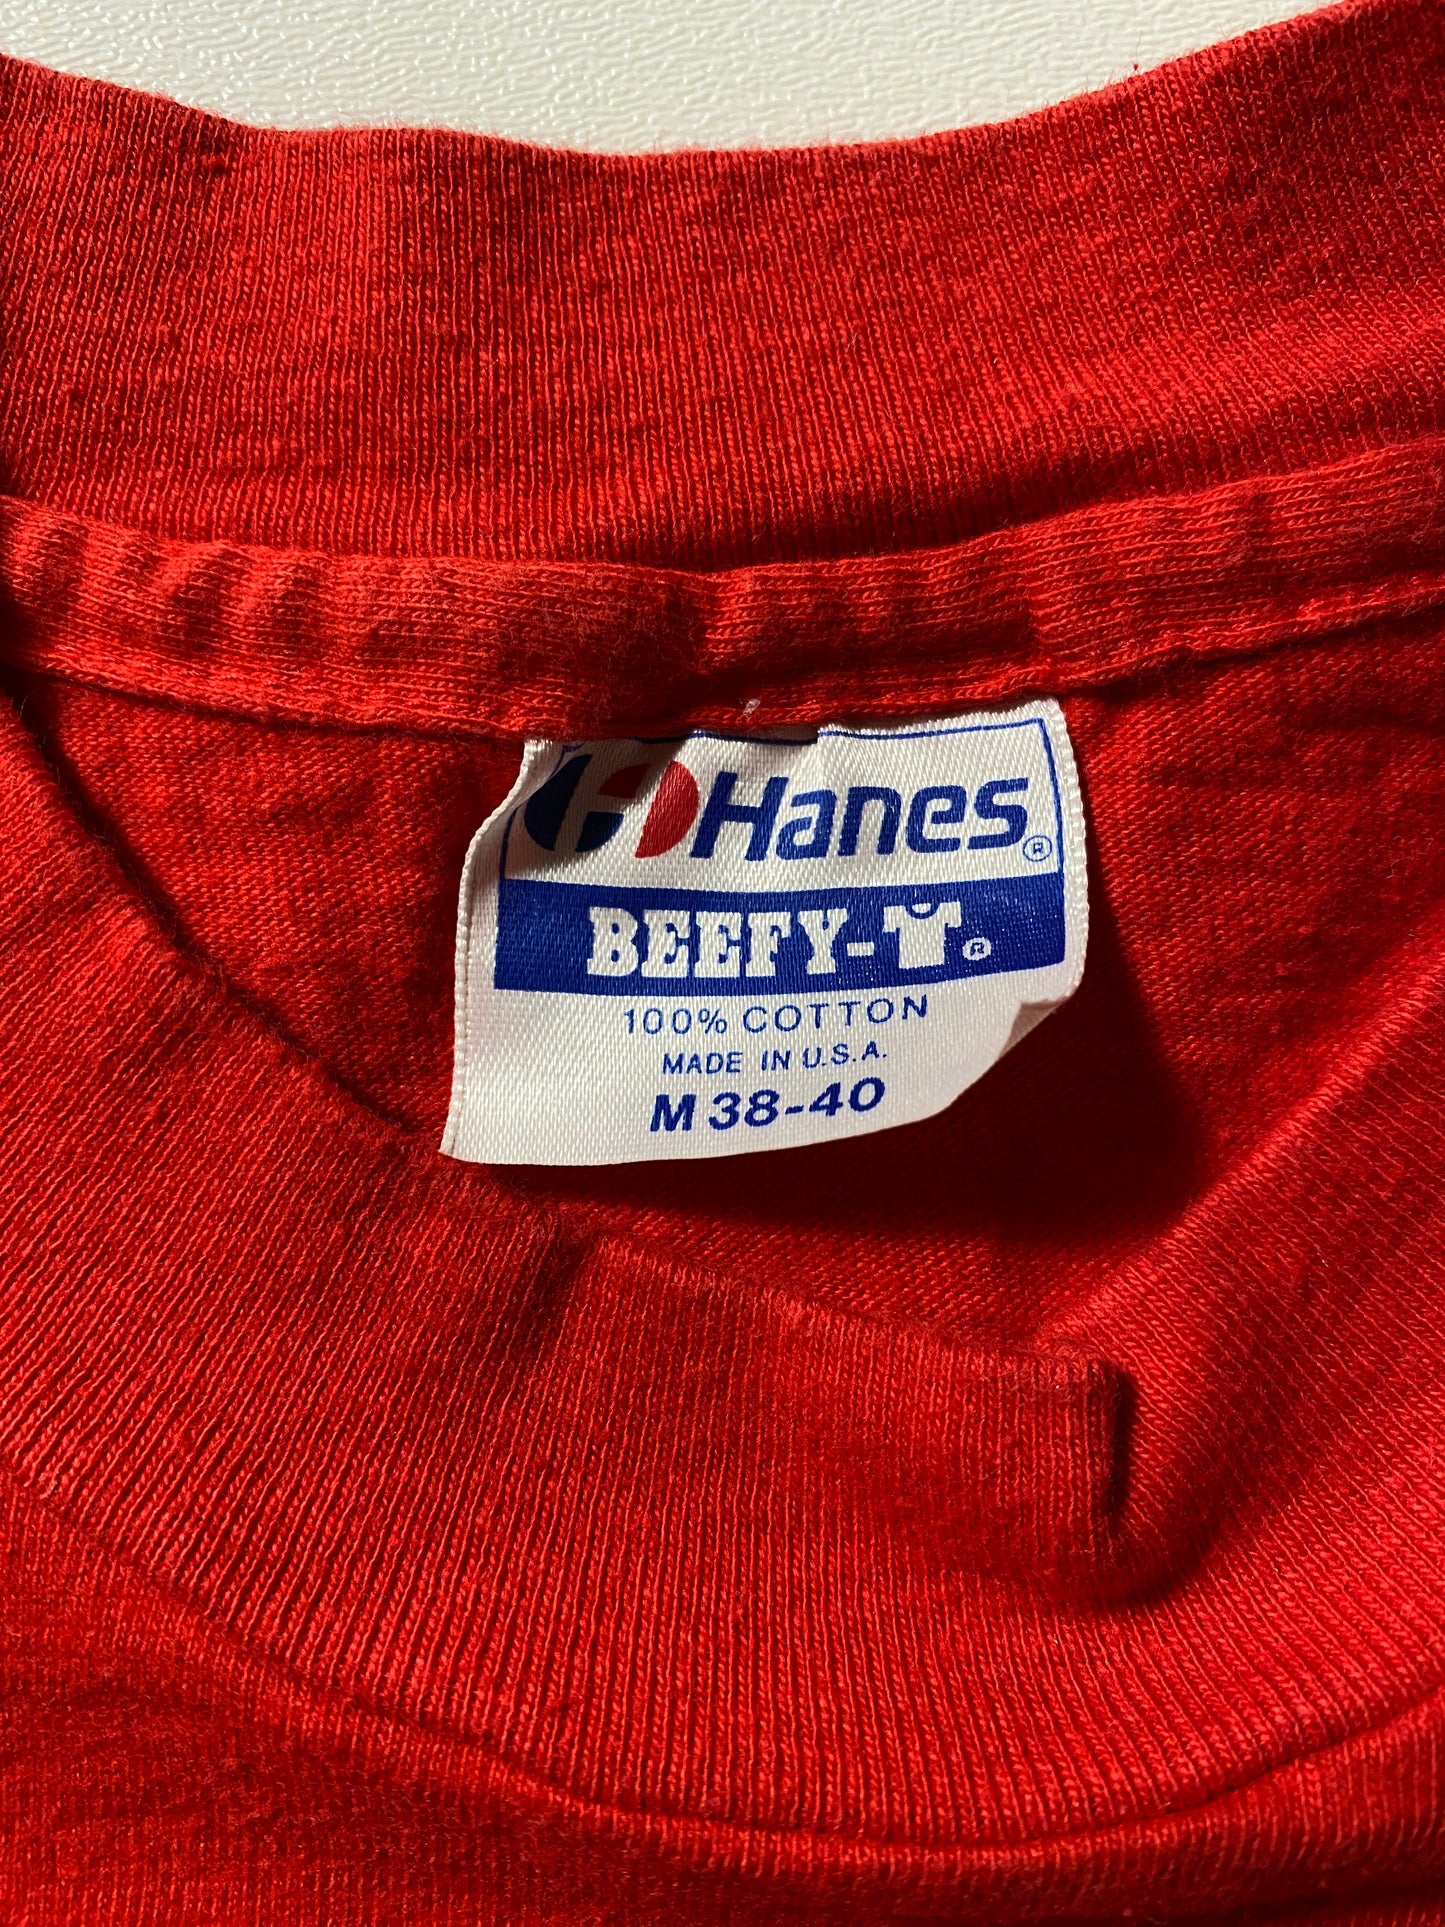 Hanes®
BEEFY-T®
100% COTTON
MADE IN U.S.A.
M 38-40